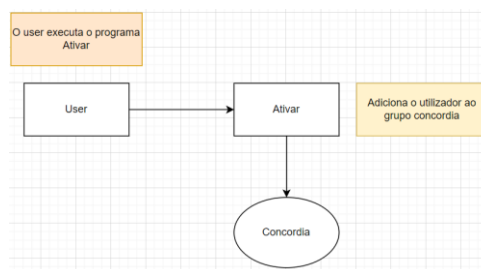 O user executa o programa
Ativar
User
Ativar
Adiciona o utilizador ao
grupo concordia
Concordia